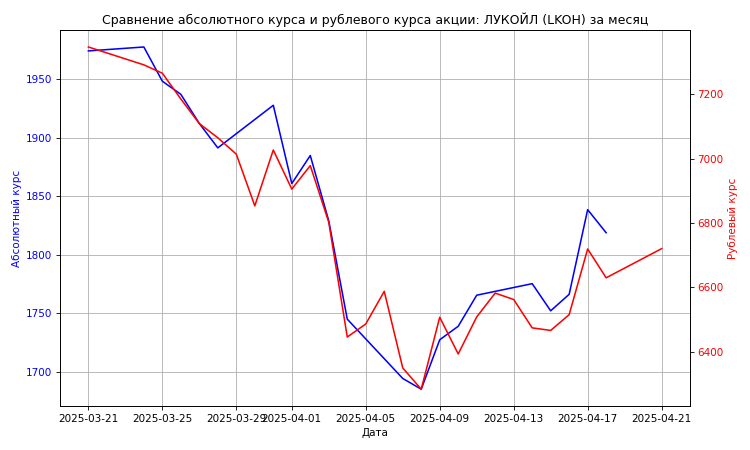 Сравнение абсолютного курса и рублевого курса акции: ЛУКОЙЛ (LKOH) за месяц
Абсолютный курс
1950
1900
1850
1800
1750
1700
7200
7000
6800
6600
6400
Рублевый курс
2025-03-21 2025-03-25 2025-03-29 2025-04-01 2025-04-05 2025-04-09 2025-04-13 2025-04-17 2025-04-21
Дата